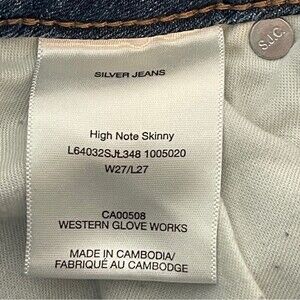 SILVER JEANS
S.J.C.
High Note Skinny
L64032SJL348 1005020
W27/L27
CA00508
WESTERN GLOVE WORKS
MADE IN CAMBODIA/
FABRIQUÉ AU CAMBODGE